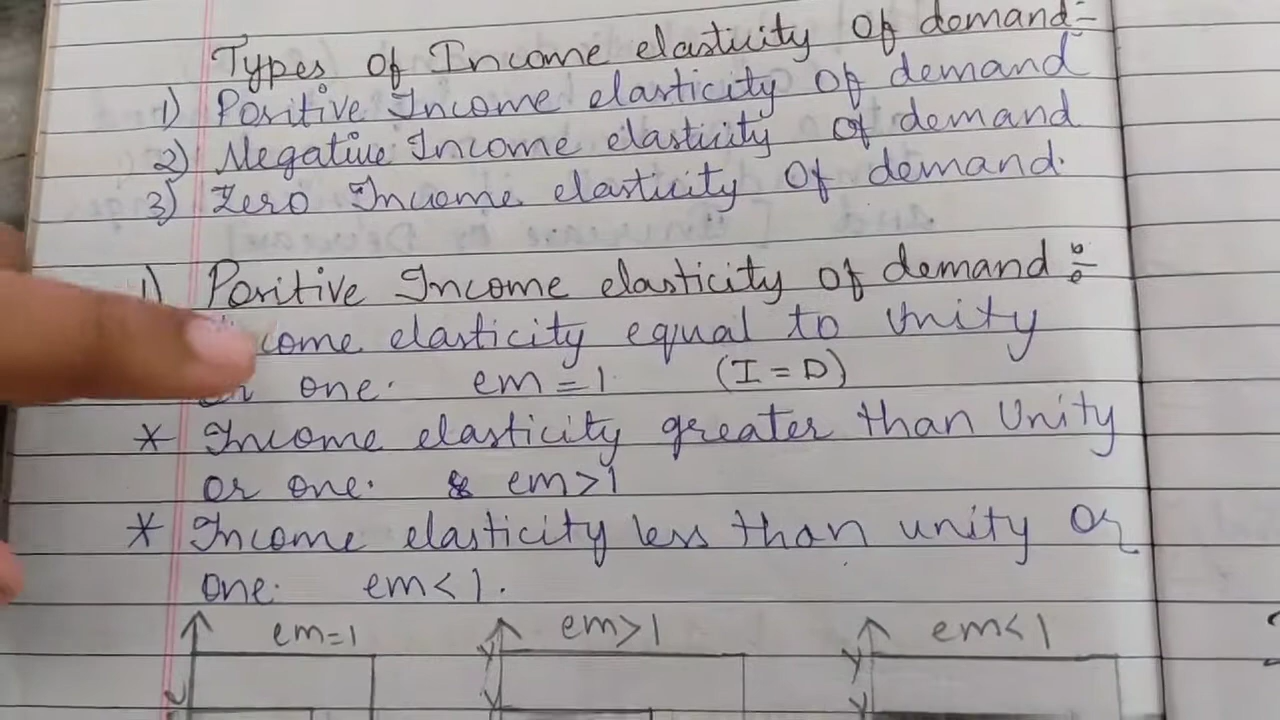 Types of Income elasticity of demand-
1) Positive Income elasticity of demand
2) Negative Income elasticity of demand
3) Zero Income elasticity of demand.
1) Positive Income elasticity of demand :-
come elasticity equal to Unity
one. em = 1 (I = D)
* Income elasticity greater than Unity
or one. em > 1
* Income elasticity less than unity or
one. em < 1.
em=1 em>1 em<1
Y Y
Y Y